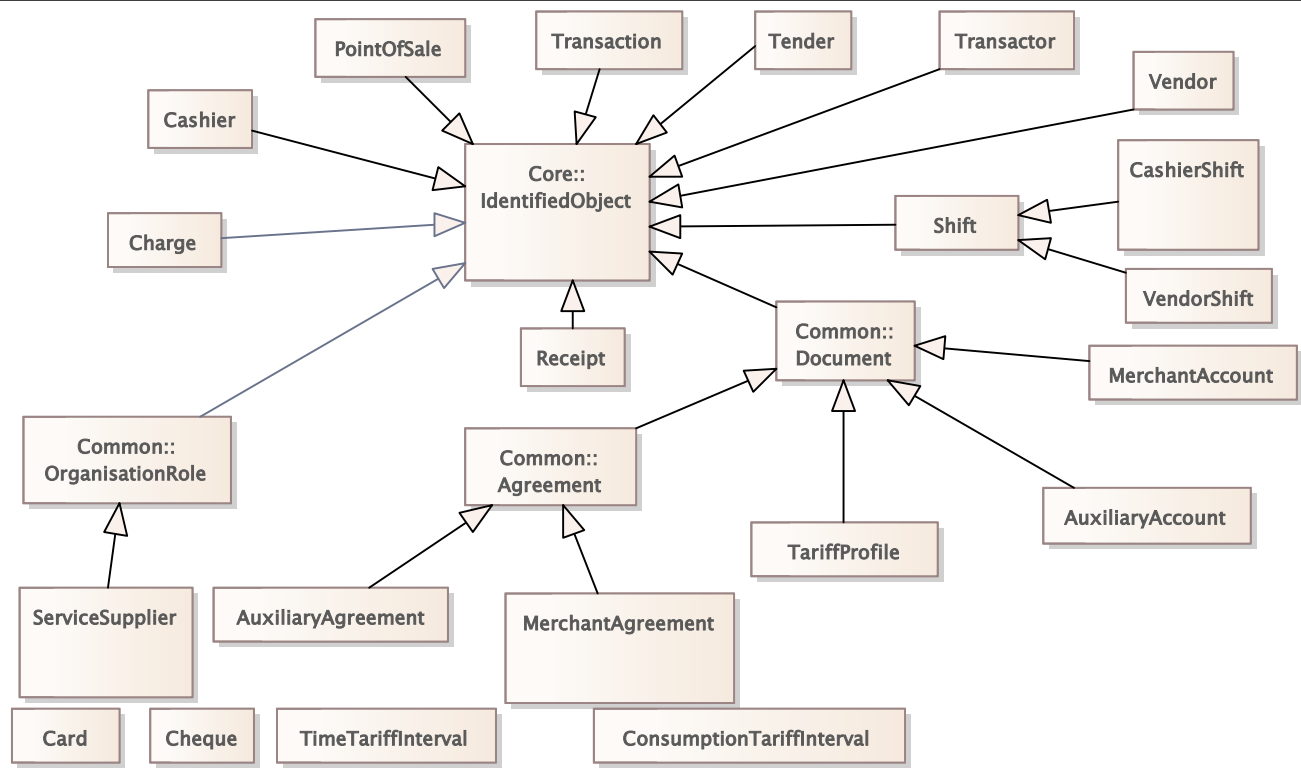 PointOfSale
Transaction
Tender
Transactor
Vendor
Cashier
Core::
IdentifiedObject
CashierShift
Charge
Shift
VendorShift
Receipt
Common::
Document
MerchantAccount
Common::
OrganisationRole
Common::
Agreement
AuxiliaryAccount
TariffProfile
ServiceSupplier
AuxiliaryAgreement
MerchantAgreement
Card
Cheque
TimeTariffInterval
ConsumptionTariffInterval